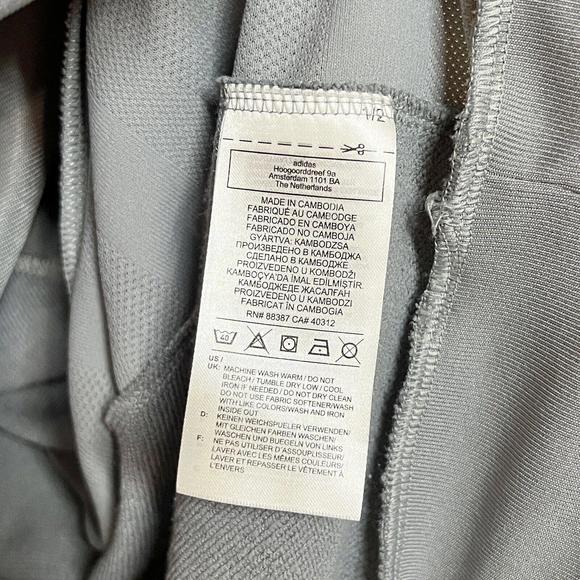 1/2
adidas
Hoogoorddreef 9a
Amsterdam 1101 BA
The Netherlands
MADE IN CAMBODIA
FABRIQUÉ AU CAMBODGE
FABRICADO EN CAMBOYA
FABRICADO NO CAMBOJA
GYÁRTVA: KAMBODZSA
ПРОИЗВЕДЕНО В КАМБОДЖА
СДЕЛАНО В КАМБОДЖЕ
PROIZVEDENO U KOMBODŽI
KAMBOÇYA'DA İMAL EDİLMİŞTİR.
КАМБОДЖЕДЕ ЖАСАЛҒАН
PROIZVEDENO U KAMBODZI
FABRICAT ÎN CAMBOGIA
RN# 88387 CA# 40312
40
US /
UK: MACHINE WASH WARM / DO NOT
BLEACH / TUMBLE DRY LOW / COOL
IRON IF NEEDED / DO NOT DRY CLEAN
DO NOT USE FABRIC SOFTENER/WASH
WITH LIKE COLORS/WASH AND IRON
INSIDE OUT
D: KEINEN WEICHSPUELER VERWENDEN/
MIT GLEICHEN FARBEN WASCHEN/
WASCHEN UND BUEGELN VON LINKS
F: NE PAS UTILISER D'ASSOUPLISSEUR/
LAVER AVEC LES MÊMES COULEURS/
LAVER ET REPASSER LE VÊTEMENT À
L'ENVERS